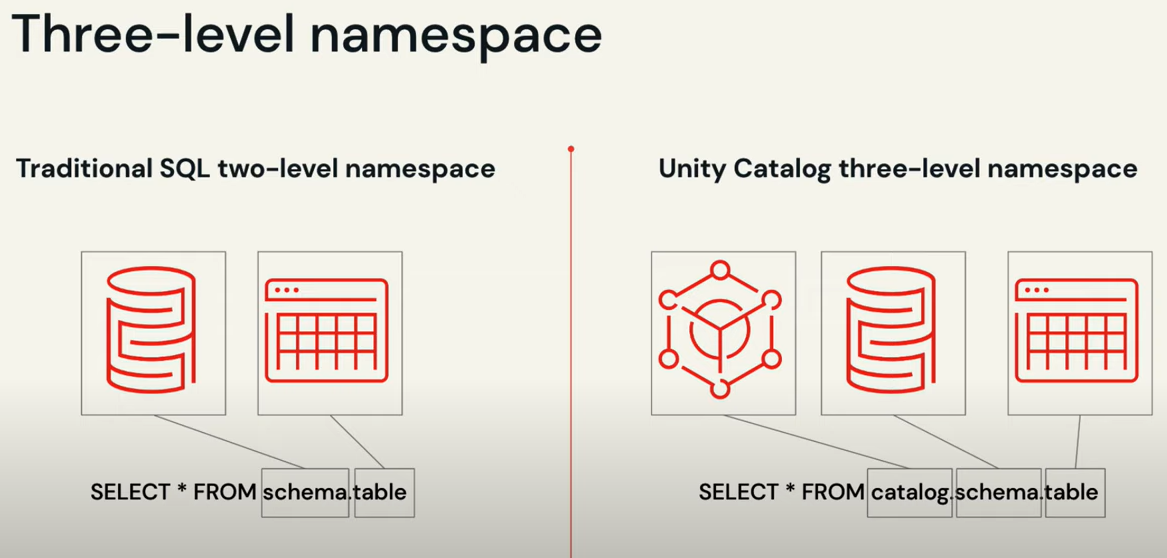 Three-level namespace
Traditional SQL two-level namespace
Unity Catalog three-level namespace
SELECT * FROM schema.table
SELECT * FROM catalog.schema.table